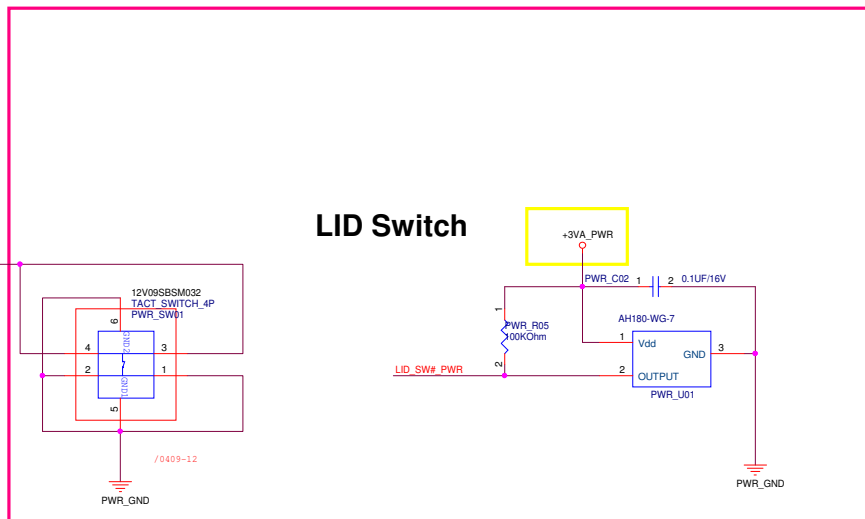 LID Switch
+3VA_PWR
PWR_C02
1
2
0.1UF/16V
12V09SBSM032
TACT_SWITCH_4P
PWR_SW01
6
GND2
4
3
2
1
GND1
5
/0409-12
PWR_GND
1
PWR_R05
100KOhm
2
LID_SW#_PWR
AH180-WG-7
1
Vdd
GND
3
2
OUTPUT
PWR_U01
PWR_GND